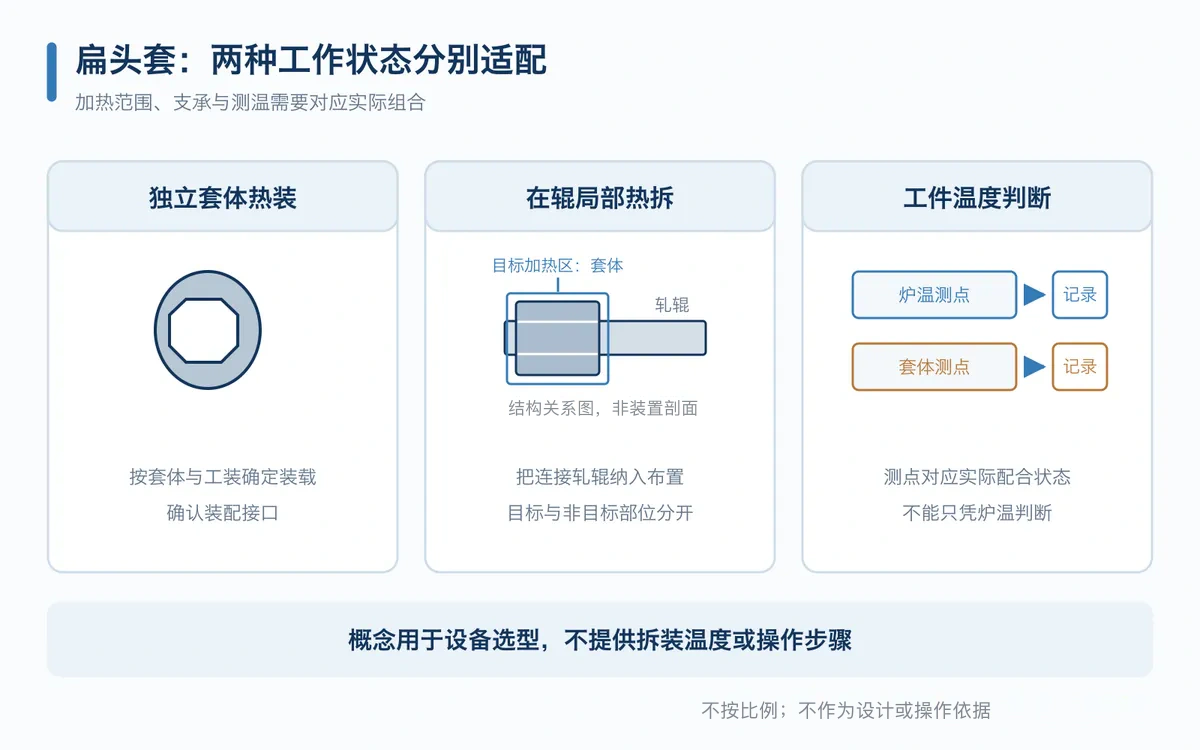 扁头套：两种工作状态分别适配
加热范围、支承与测温需要对应实际组合
独立套体热装
按套体与工装确定装载
确认装配接口
在辊局部热拆
目标加热区：套体
轧辊
结构关系图，非装置剖面
把连接轧辊纳入布置
目标与非目标部位分开
工件温度判断
炉温测点
记录
套体测点
记录
测点对应实际配合状态
不能只凭炉温判断
概念用于设备选型，不提供拆装温度或操作步骤
不按比例；不作为设计或操作依据